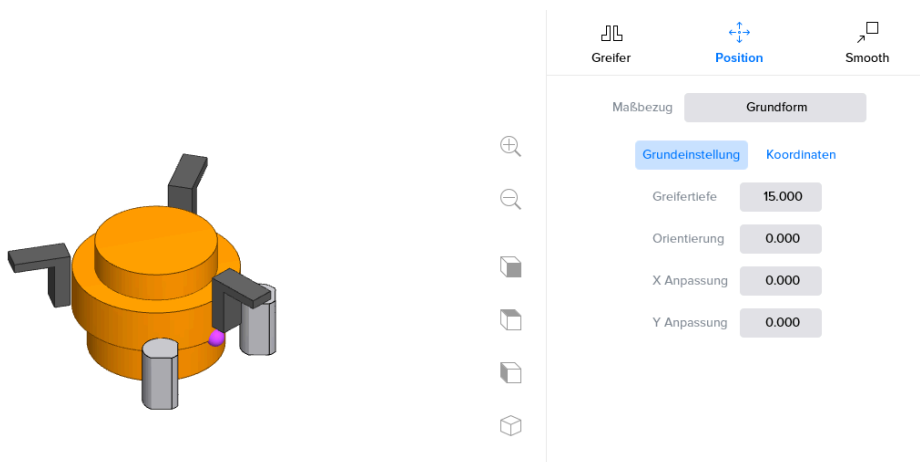 Greifer
Position
Smooth
Maßbezug
Grundform
Grundeinstellung
Koordinaten
Greifertiefe
15.000
Orientierung
0.000
X Anpassung
0.000
Y Anpassung
0.000